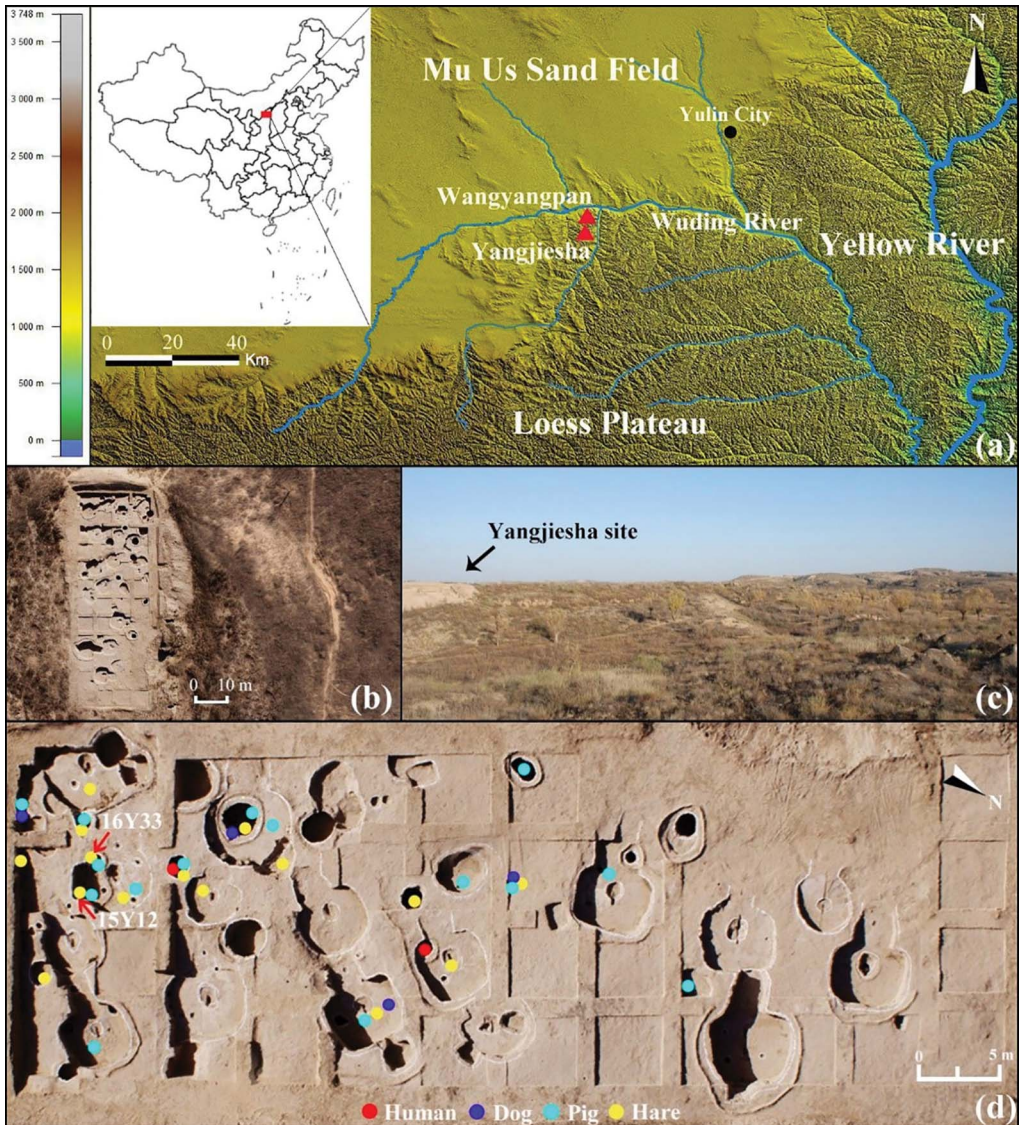 3 748 m
3 000 m
2 500 m
2 000 m
1 500 m
1 000 m
500 m
0 m
Mu Us Sand Field
N
Yulin City
Wangyangpan
Wuding River
Yangjiesha
Yellow River
0 20 40
Km
Loess Plateau
(a)
0 10 m
(b)
Yangjiesha site
(c)
16Y33
15Y12
N
0 5 m
Human Dog Pig Hare
(d)